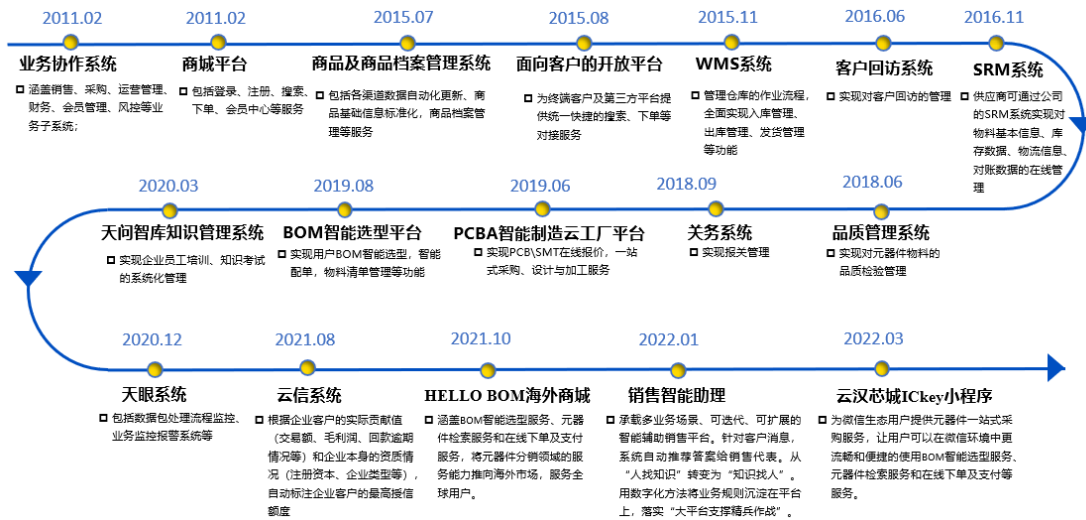 2011.02
2011.02
2015.07
2015.08
2015.11
2016.06
2016.11
业务协作系统
涵盖销售、采购、运营管理、
财务、会员管理、风控等业
务子系统;
商城平台
包括登录、注册、搜索、
下单、会员中心等服务
商品及商品档案管理系统
包括各渠道数据自动化更新、商
品基础信息标准化，商品档案管
理等服务
面向客户的开放平台
为终端客户及第三方平台提
供统一快捷的搜素、下单等
对接服务
WMS系统
管理仓库的作业流程，
全面实现入库管理、
出库管理、发货管理
等功能
客户回访系统
实现对客户回访的管理
SRM系统
供应商可通过公司
的SRM系统实现对
物料基本信息、库
存数据、物流信息、
对账数据的在线管
理
2020.03
2019.08
2019.06
2018.09
2018.06
天问智库知识管理系统
实现企业员工培训、知识考试
的系统化管理
BOM智能选型平台
实现用户BOM智能选型，智能
配单，物料清单管理等功能
PCBA智能制造云工厂平台
实现PCB\SMT在线报价，一站
式采购、设计与加工服务
关务系统
实现报关管理
品质管理系统
实现对元器件物料的
品质检验管理
2020.12
2021.08
2021.10
2022.01
2022.03
天眼系统
包括数据包处理流程监控、
业务监控报警系统等
云信系统
根据企业客户的实际贡献值
（交易额、毛利润、回款逾期
情况等）和企业本身的资质情
况（注册资本、企业类型等），
自动标注企业客户的最高授信
额度
HELLO BOM海外商城
涵盖BOM智能选型服务、元器
件检索服务和在线下单及支付
服务，将元器件分销领域的服
务能力推向海外市场，服务全
球用户。
销售智能助理
承载多业务场景、可迭代、可扩展的
智能辅助销售平台。针对客户消息，
系统自动推荐答案给销售代表。从
“人找知识”转变为“知识找人”。
用数字化方法将业务规则沉淀在平台
上，落实“大平台支撑精兵作战”。
云汉芯城ICkey小程序
为微信生态用户提供元器件一站式采
购服务，让用户可以在微信环境中更
流畅和便捷的使用BOM智能选型服务、
元器件检索服务和在线下单及支付等
服务。